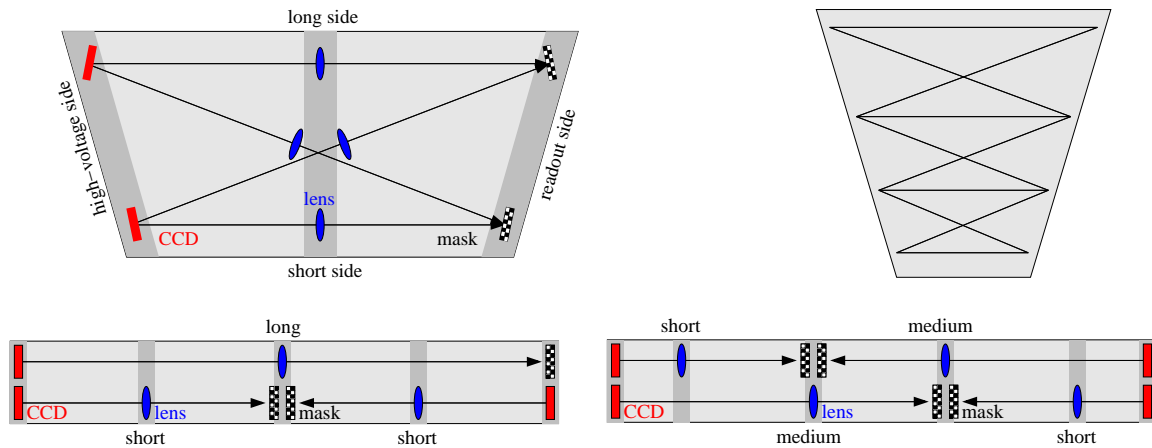 long side
high-voltage side
readout side
lens
CCD
mask
short side
long
CCD
lens
mask
short
short
short
medium
CCD
lens
mask
medium
short